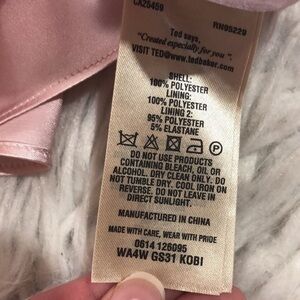 CA25459 RN95229
Ted says,
"Created especially for you".
VISIT TED@www.tedbaker.com
SHELL:
100% POLYESTER
LINING:
100% POLYESTER
LINING 2:
95% POLYESTER
5% ELASTANE
P
DO NOT USE PRODUCTS
CONTAINING BLEACH, OIL OR
ALCOHOL. DRY CLEAN ONLY. DO
NOT TUMBLE DRY. COOL IRON ON
REVERSE. DO NOT LEAVE IN
DIRECT SUNLIGHT.
MANUFACTURED IN CHINA
MADE WITH CARE, WEAR WITH PRIDE
0614 126095
WA4W GS31 KOBI